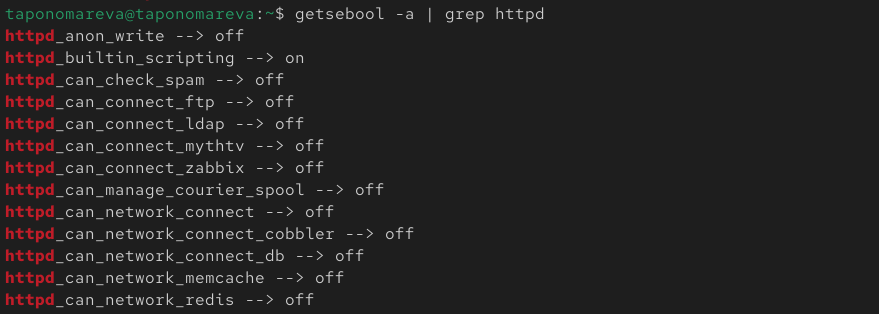 taponomareva@taponomareva:~$ getsebool -a | grep httpd
httpd_anon_write --> off
httpd_builtin_scripting --> on
httpd_can_check_spam --> off
httpd_can_connect_ftp --> off
httpd_can_connect_ldap --> off
httpd_can_connect_mythtv --> off
httpd_can_connect_zabbix --> off
httpd_can_manage_courier_spool --> off
httpd_can_network_connect --> off
httpd_can_network_connect_cobbler --> off
httpd_can_network_connect_db --> off
httpd_can_network_memcache --> off
httpd_can_network_redis --> off